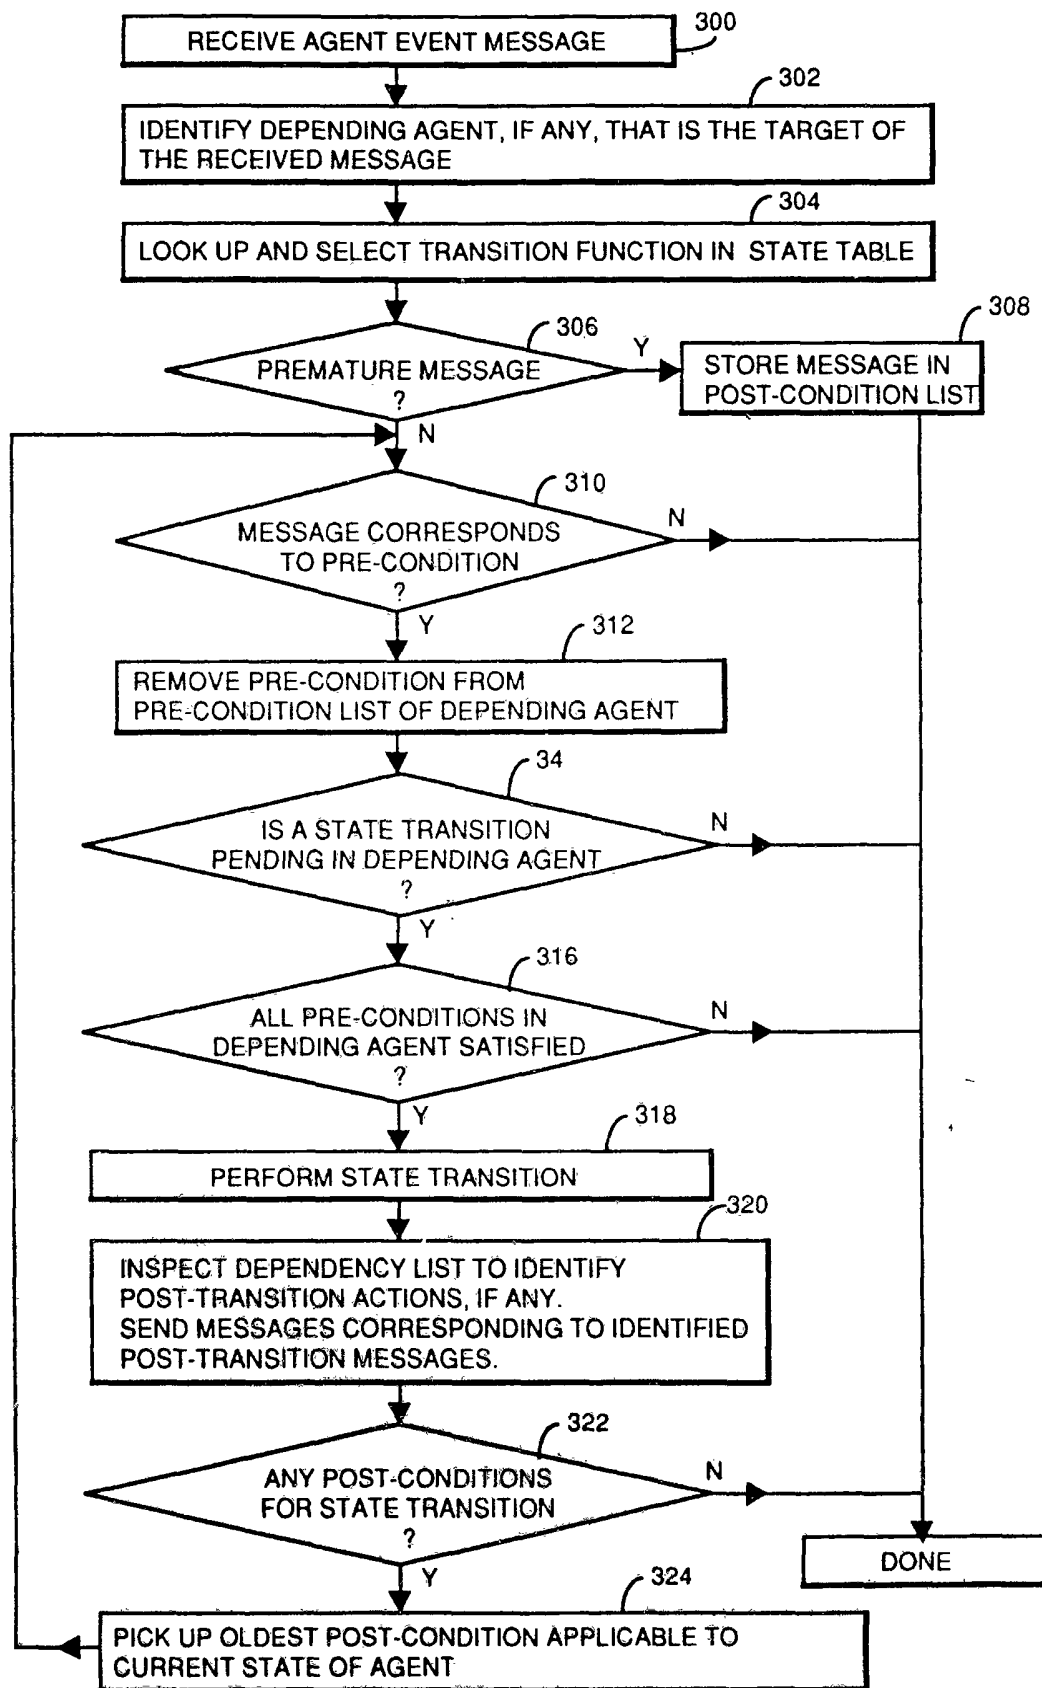 RECEIVE AGENT EVENT MESSAGE
300
302
IDENTIFY DEPENDING AGENT, IF ANY, THAT IS THE TARGET OF
THE RECEIVED MESSAGE
304
LOOK UP AND SELECT TRANSITION FUNCTION IN STATE TABLE
306
PREMATURE MESSAGE
?
Y
308
STORE MESSAGE IN
POST-CONDITION LIST
N
310
MESSAGE CORRESPONDS
TO PRE-CONDITION
?
N
Y
312
REMOVE PRE-CONDITION FROM
PRE-CONDITION LIST OF DEPENDING AGENT
34
IS A STATE TRANSITION
PENDING IN DEPENDING AGENT
?
N
Y
316
ALL PRE-CONDITIONS IN
DEPENDING AGENT SATISFIED
?
N
Y
318
PERFORM STATE TRANSITION
320
INSPECT DEPENDENCY LIST TO IDENTIFY
POST-TRANSITION ACTIONS, IF ANY.
SEND MESSAGES CORRESPONDING TO IDENTIFIED
POST-TRANSITION MESSAGES.
322
ANY POST-CONDITIONS
FOR STATE TRANSITION
?
N
Y
DONE
324
PICK UP OLDEST POST-CONDITION APPLICABLE TO
CURRENT STATE OF AGENT